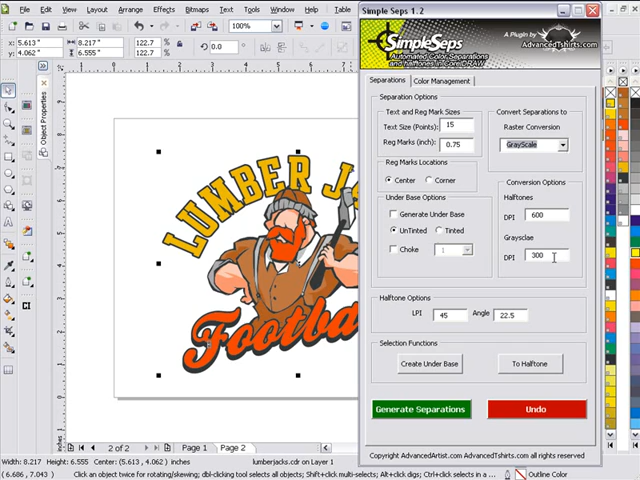 Bitmaps Text Table Tools Window Help
Layout Arrange Effects
Simple Seps 1.2
100%
x: 5.613 "
y: 4.062 "
8.217 "
6.555 "
122.7
122.7
%
0.0
SimpleSeps
Automated Color Separations
and halftones in Corel DRAW
A Plugin by
AdvancedTshirts.com
Separations
Color Management
Object Properties
Separation Options
Text and Reg Mark Sizes
Text Size (Points): 15
Reg Marks (inch): 0.75
Convert Separations to
Raster Conversion
GrayScale
Reg Marks Locations
Center Corner
Conversion Options
Halftones
DPI 600
Graysclae
DPI 300
Under Base Options
Generate Under Base
UnTinted Tinted
Choke 1
Halftone Options
LPI 45 Angle 22.5
Selection Functions
Create Under Base
To Halftone
Generate Separations
Undo
Copyright AdvancedArtist.com AdvancedTshirts.com all rights reserved
LUMBER
Footba
2 of 2
Page 1
Page 2
Width: 8.217 Height: 6.555 Center: (5.613 , 4.062 ) inches
lumberjacks.cdr on Layer 1
( 6.686 , 7.043 )
Click an object twice for rotating/skewing; dbl-clicking tool selects all objects; Shift+click multi-selects; Alt+click digs; Ctrl+click selects in a ...
None
Outline Color